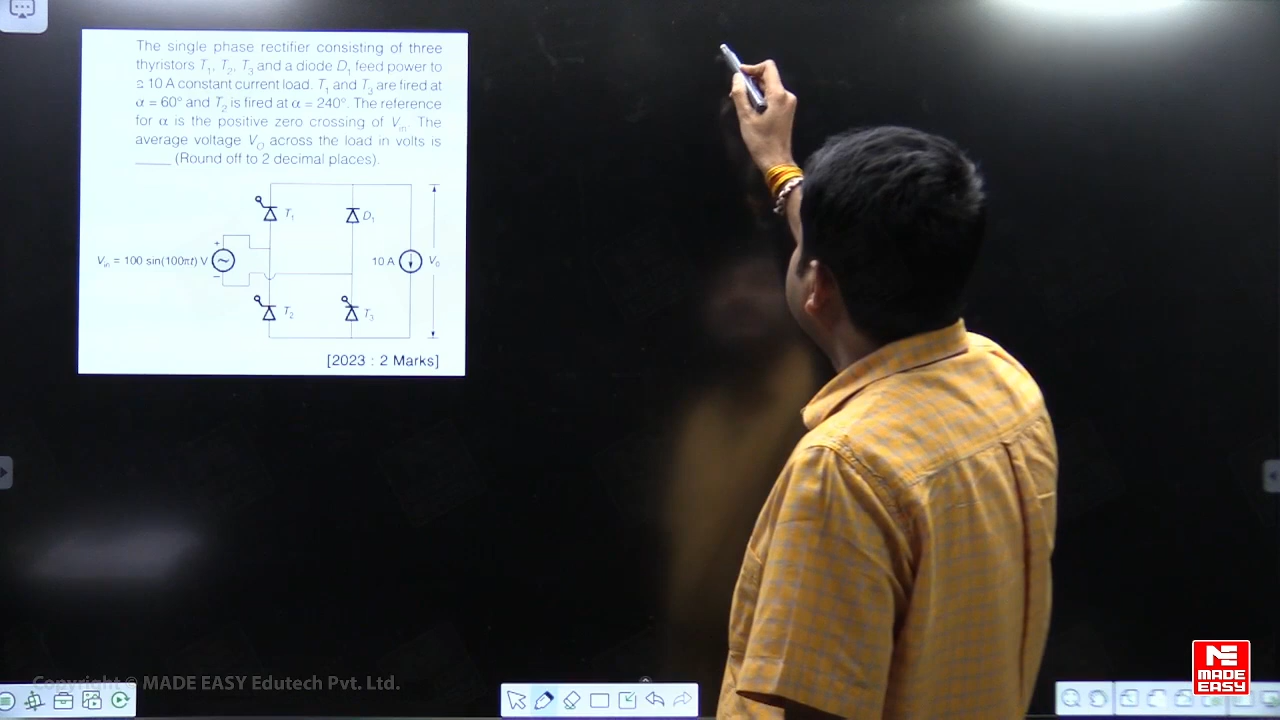 The single phase rectifier consisting of three
thyristors T₁, T₂, T₃ and a diode D₁ feed power to
a 10 A constant current load. T₁ and T₃ are fired at
α = 60° and T₂ is fired at α = 240°. The reference
for α is the positive zero crossing of Vᵢₙ. The
average voltage V₀ across the load in volts is
____ (Round off to 2 decimal places).
T₁
D₁
+
Vᵢₙ = 100 sin(100πt) V
−
10 A
V₀
T₂
T₃
[2023 : 2 Marks]
Copyright © MADE EASY Edutech Pvt. Ltd.
ME
MADE
EASY